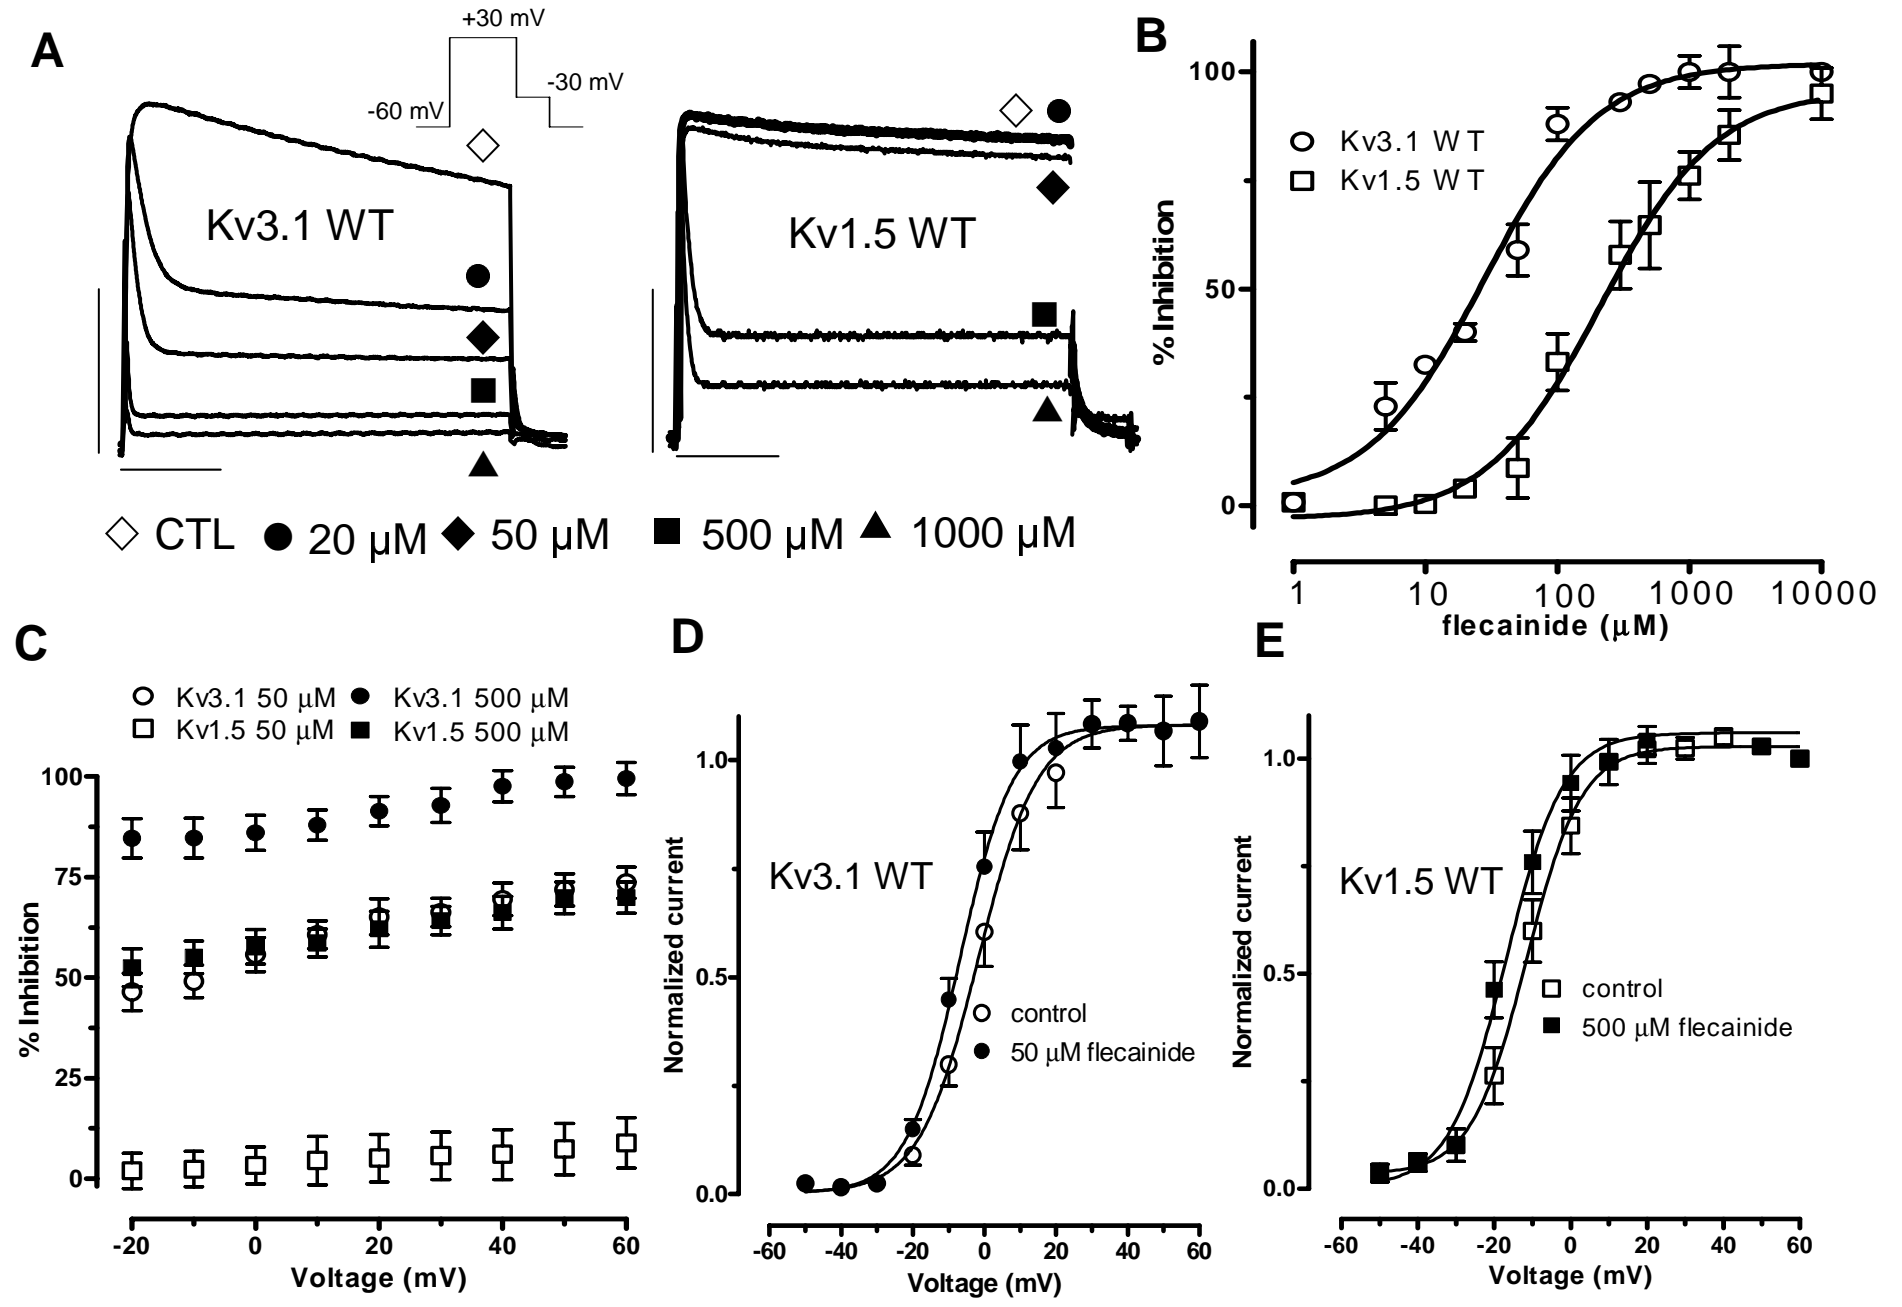 A
+30 mV
-30 mV
-60 mV
Kv3.1 WT
Kv1.5 WT
CTL 20 µM 50 µM 500 µM 1000 µM
B
100
50
0
% Inhibition
Kv3.1 WT
Kv1.5 WT
1 10 100 1000 10000
flecainide (µM)
C
Kv3.1 50 µM Kv3.1 500 µM
Kv1.5 50 µM Kv1.5 500 µM
100
75
50
25
0
% Inhibition
-20 0 20 40 60
Voltage (mV)
D
1.0
0.5
0.0
Normalized current
Kv3.1 WT
control
50 µM flecainide
-60 -40 -20 0 20 40 60
Voltage (mV)
E
1.0
0.5
0.0
Normalized current
Kv1.5 WT
control
500 µM flecainide
-60 -40 -20 0 20 40 60
Voltage (mV)